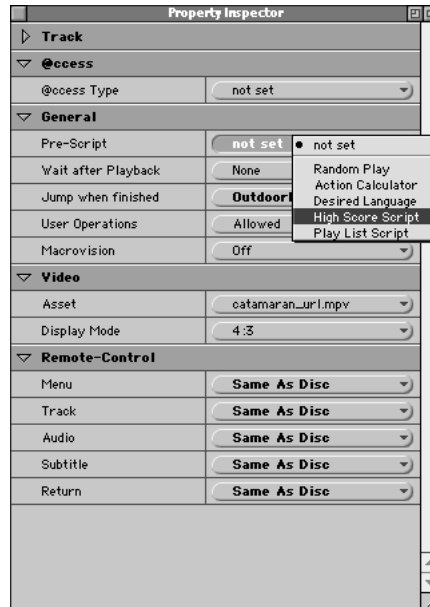 Property Inspector
Track
@ccess
@ccess Type not set
General
Pre-Script not set
not set
Random Play
Action Calculator
Desired Language
High Score Script
Play List Script
Wait after Playback None
Jump when finished
User Operations Allowed
Macrovision Off
Video
Asset catamaran_url.mpv
Display Mode 4:3
Remote-Control
Menu Same As Disc
Track Same As Disc
Audio Same As Disc
Subtitle Same As Disc
Return Same As Disc